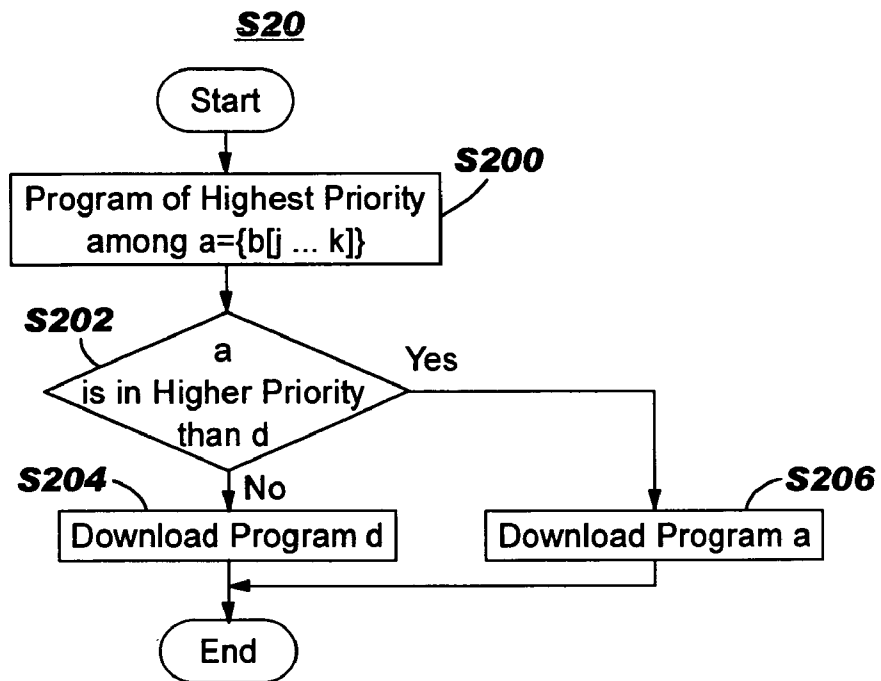 S20
Start
S200
Program of Highest Priority
among a={b[j ... k]}
S202
a
is in Higher Priority
than d
Yes
No
S204
Download Program d
S206
Download Program a
End